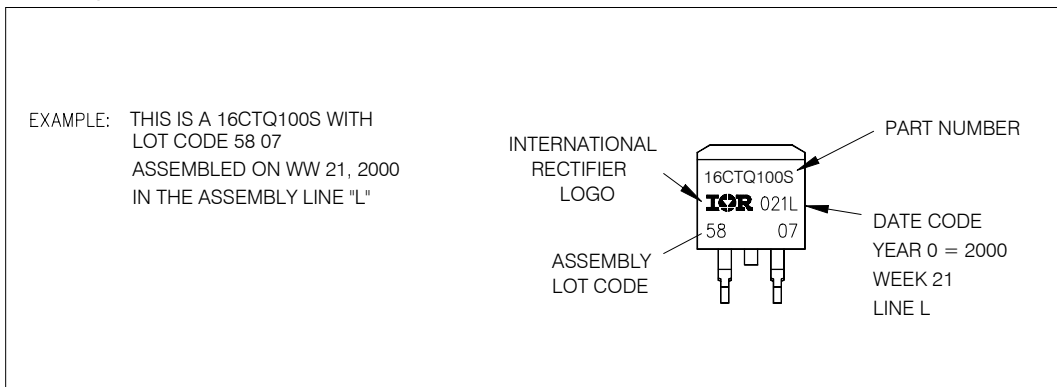 EXAMPLE: THIS IS A 16CTQ100S WITH
LOT CODE 58 07
ASSEMBLED ON WW 21, 2000
IN THE ASSEMBLY LINE "L"
INTERNATIONAL
RECTIFIER
LOGO
ASSEMBLY
LOT CODE
16CTQ100S
IOR 021L
58 07
PART NUMBER
DATE CODE
YEAR 0 = 2000
WEEK 21
LINE L